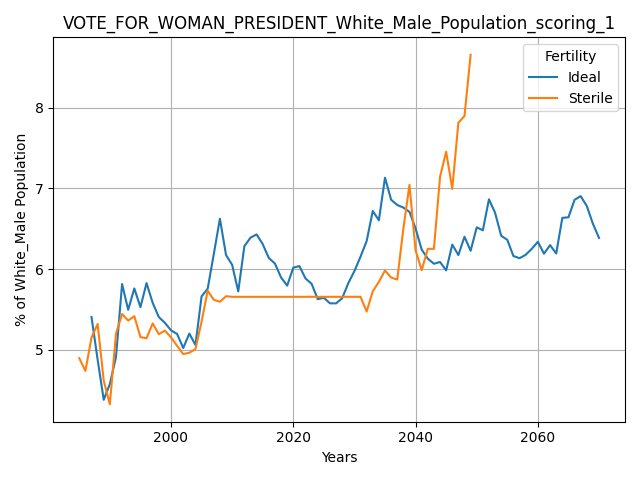 VOTE_FOR_WOMAN_PRESIDENT_White_Male_Population_scoring_1
Fertility
Ideal
Sterile
% of White_Male Population
8
7
6
5
2000 2020 2040 2060
Years